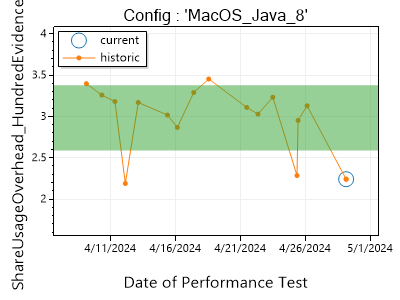 Config : 'MacOS_Java_8'
current
historic
4
3.5
3
2.5
2
ShareUsageOverhead_HundredEvidence
4/11/2024
4/16/2024
4/21/2024
4/26/2024
5/1/2024
Date of Performance Test